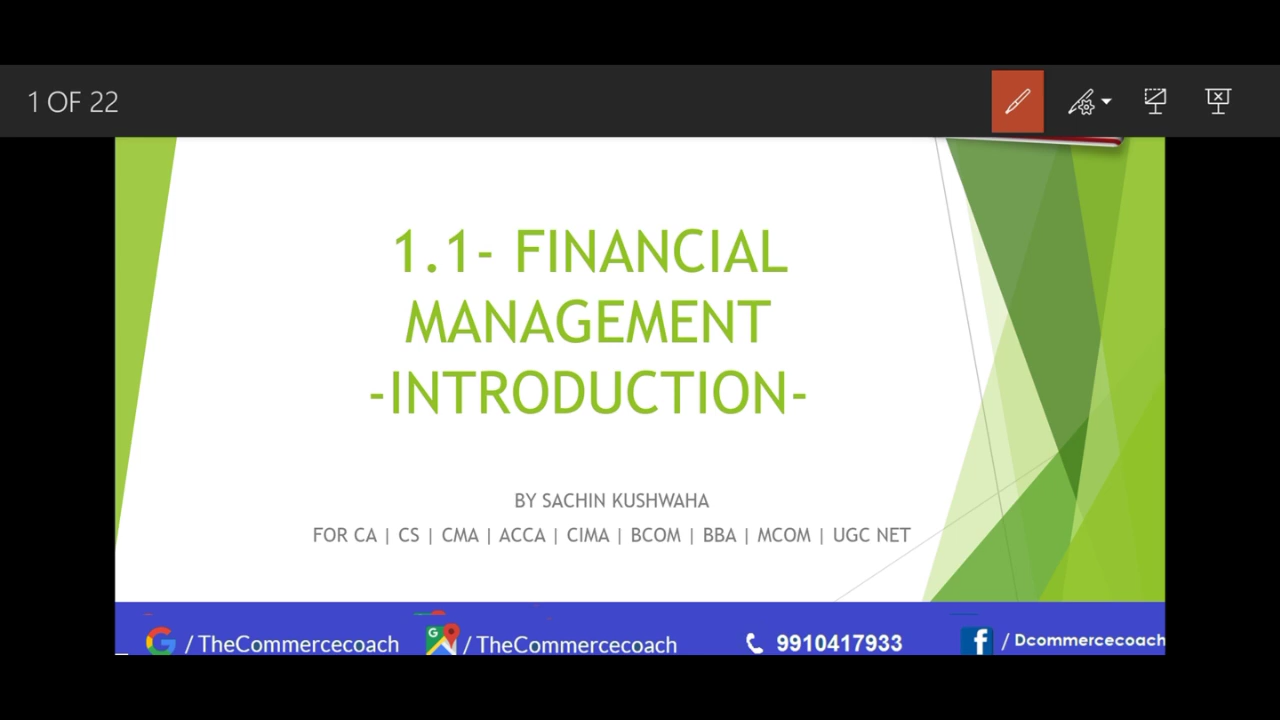 1 OF 22
1.1- FINANCIAL
MANAGEMENT
-INTRODUCTION-
BY SACHIN KUSHWAHA
FOR CA | CS | CMA | ACCA | CIMA | BCOM | BBA | MCOM | UGC NET
/ TheCommercecoach / TheCommercecoach 9910417933 / Dcommercecoach